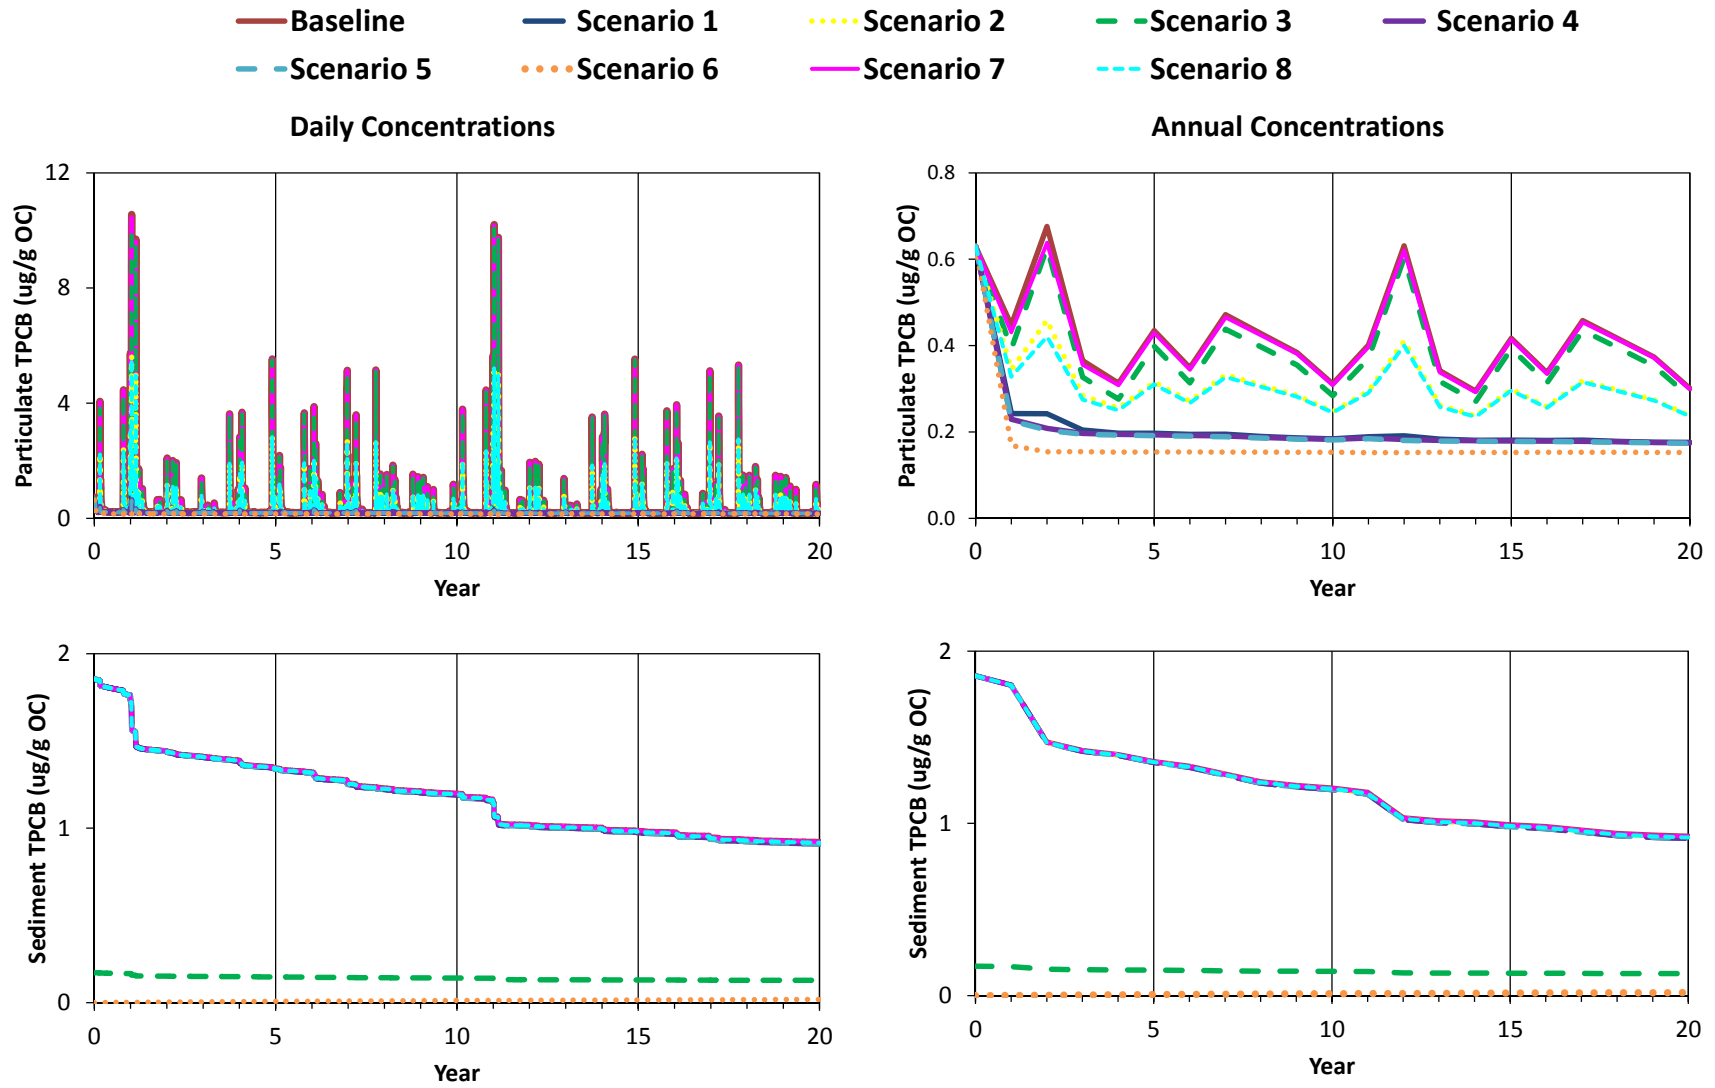 Baseline Scenario 1 Scenario 2 Scenario 3 Scenario 4
Scenario 5 Scenario 6 Scenario 7 Scenario 8
Daily Concentrations
Particulate TPCB (ug/g OC)
12
8
4
0
0 5 10 15 20
Year
Annual Concentrations
Particulate TPCB (ug/g OC)
0.8
0.6
0.4
0.2
0.0
0 5 10 15 20
Year
Sediment TPCB (ug/g OC)
2
1
0
0 5 10 15 20
Year
Sediment TPCB (ug/g OC)
2
1
0
0 5 10 15 20
Year